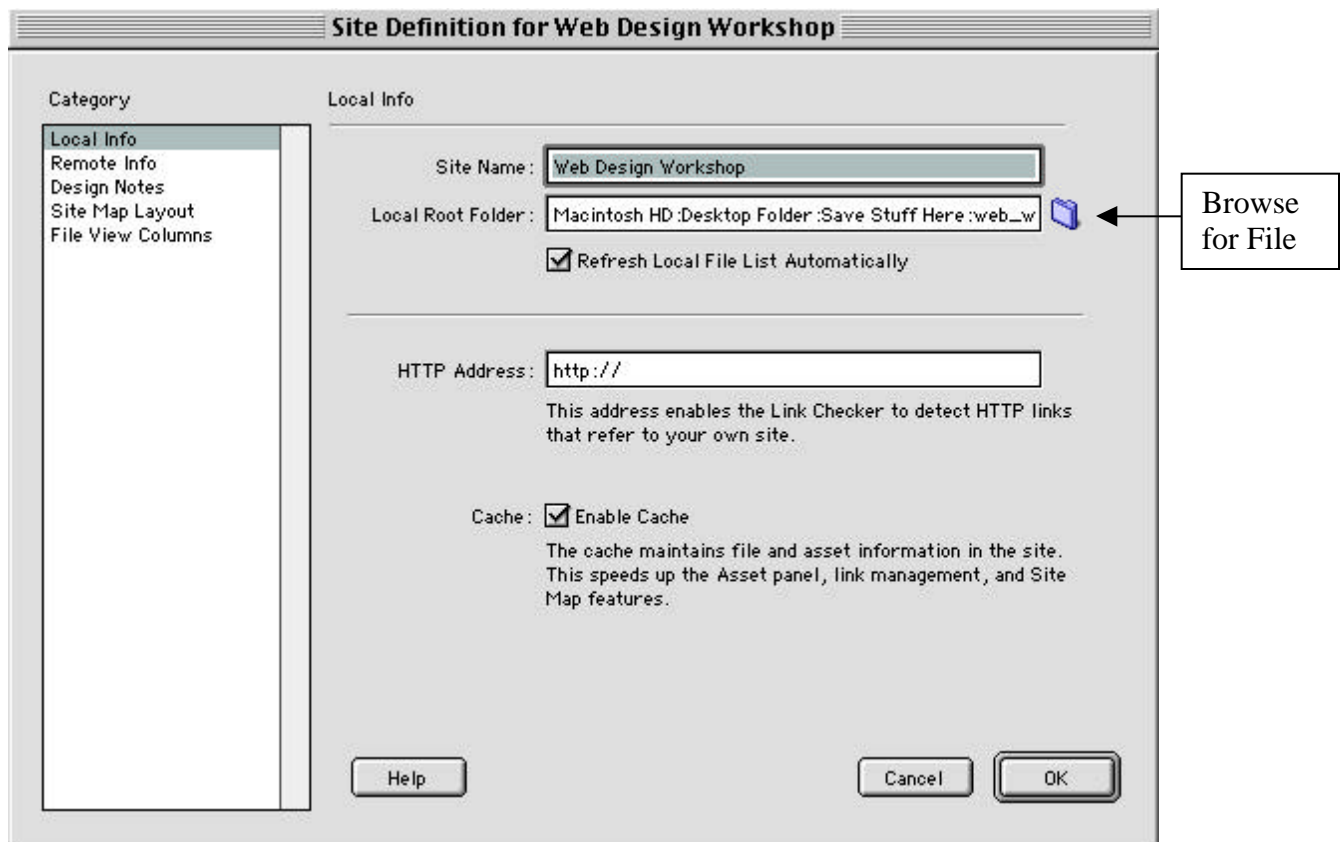 Site Definition for Web Design Workshop
Category
Local Info
Remote Info
Design Notes
Site Map Layout
File View Columns
Local Info
Site Name: Web Design Workshop
Local Root Folder: Macintosh HD:Desktop Folder:Save Stuff Here:web_w
Refresh Local File List Automatically
HTTP Address: http://
This address enables the Link Checker to detect HTTP links
that refer to your own site.
Cache: Enable Cache
The cache maintains file and asset information in the site.
This speeds up the Asset panel, link management, and Site
Map features.
Help
Cancel
OK
Browse
for File